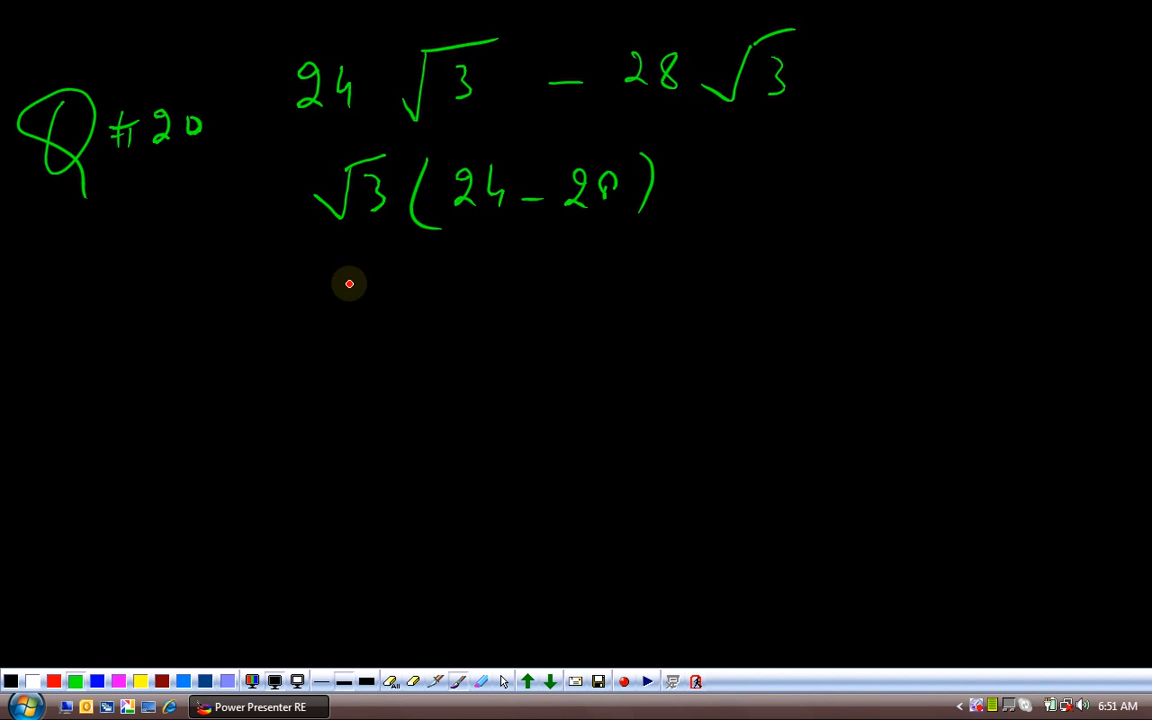 24 √3 – 28 √3
Q #20
√3 (24 – 28)
Power Presenter RE
6:51 AM